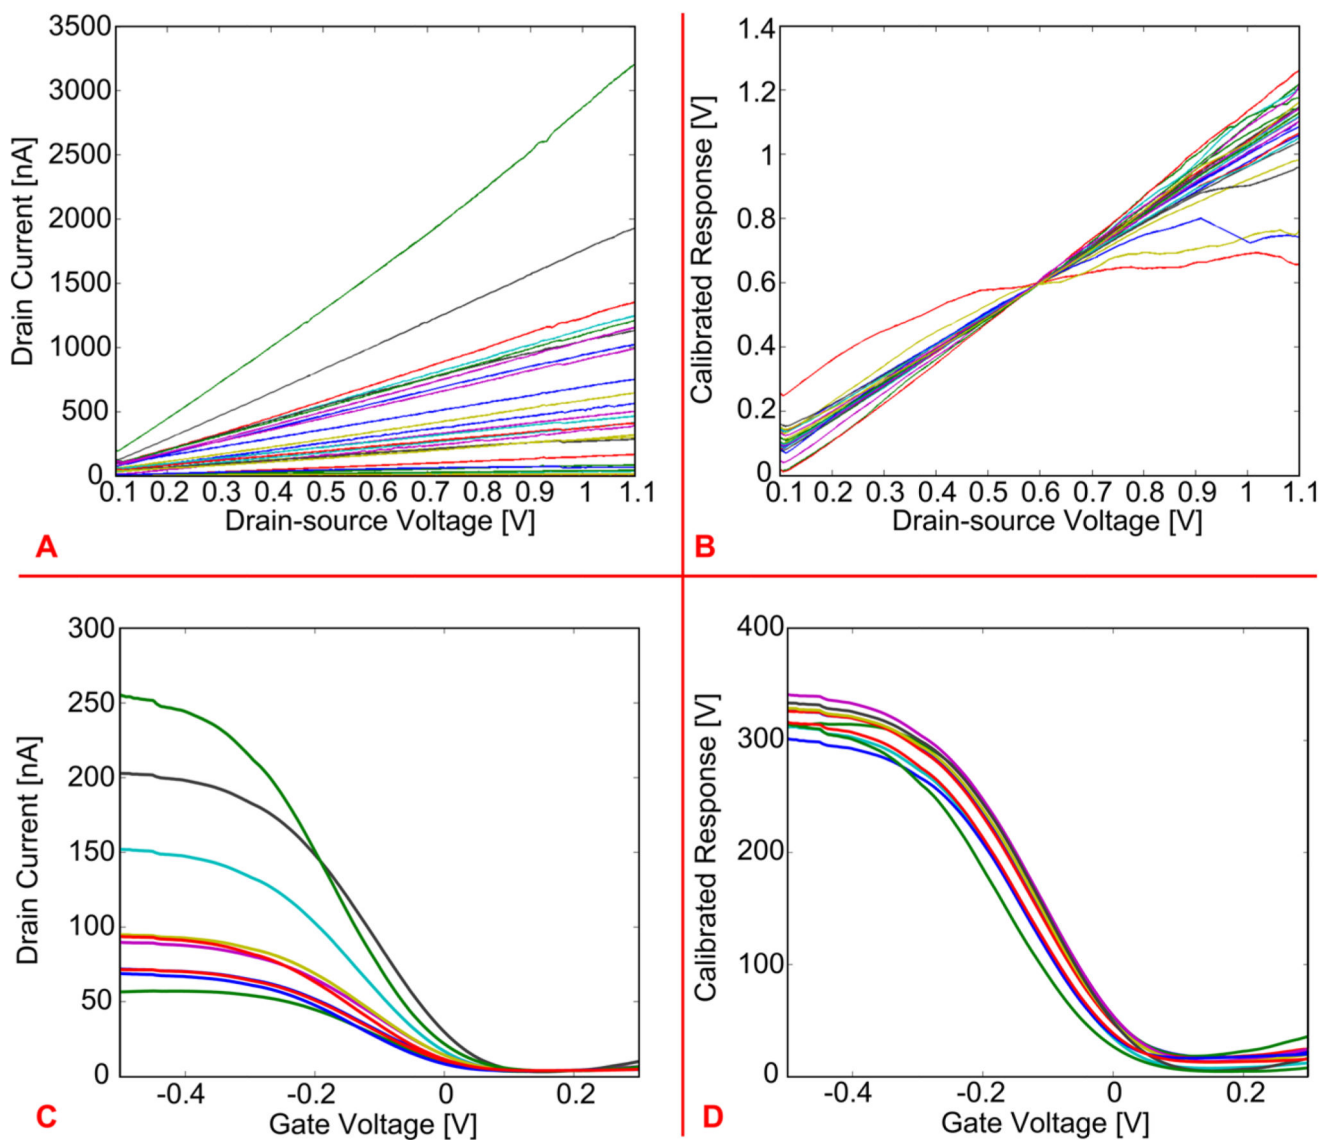 3500
3000
2500
2000
1500
1000
500
0
Drain Current [nA]
0.1 0.2 0.3 0.4 0.5 0.6 0.7 0.8 0.9 1.0 1.1
Drain-source Voltage [V]
A
1.4
1.2
1
0.8
0.6
0.4
0.2
0
Calibrated Response [V]
0.1 0.2 0.3 0.4 0.5 0.6 0.7 0.8 0.9 1 1.1
Drain-source Voltage [V]
B
300
250
200
150
100
50
0
Drain Current [nA]
-0.4 -0.2 0 0.2
Gate Voltage [V]
C
400
300
200
100
0
Calibrated Response [V]
-0.4 -0.2 0 0.2
Gate Voltage [V]
D